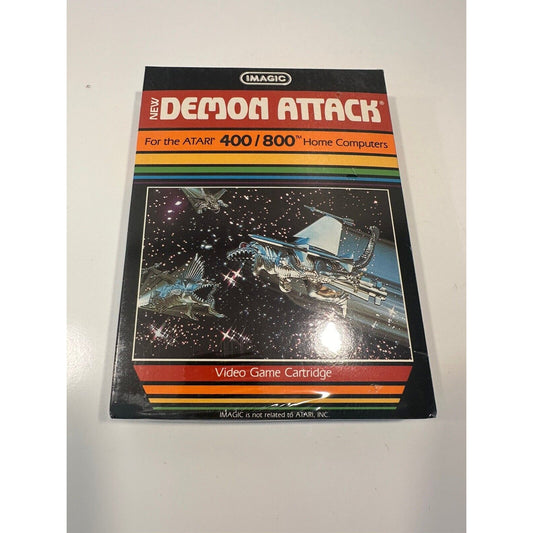 IMAGIC
NEW DEMON ATTACK®
For the ATARI® 400/800™ Home Computers
Video Game Cartridge
IMAGIC is not related to ATARI, INC.